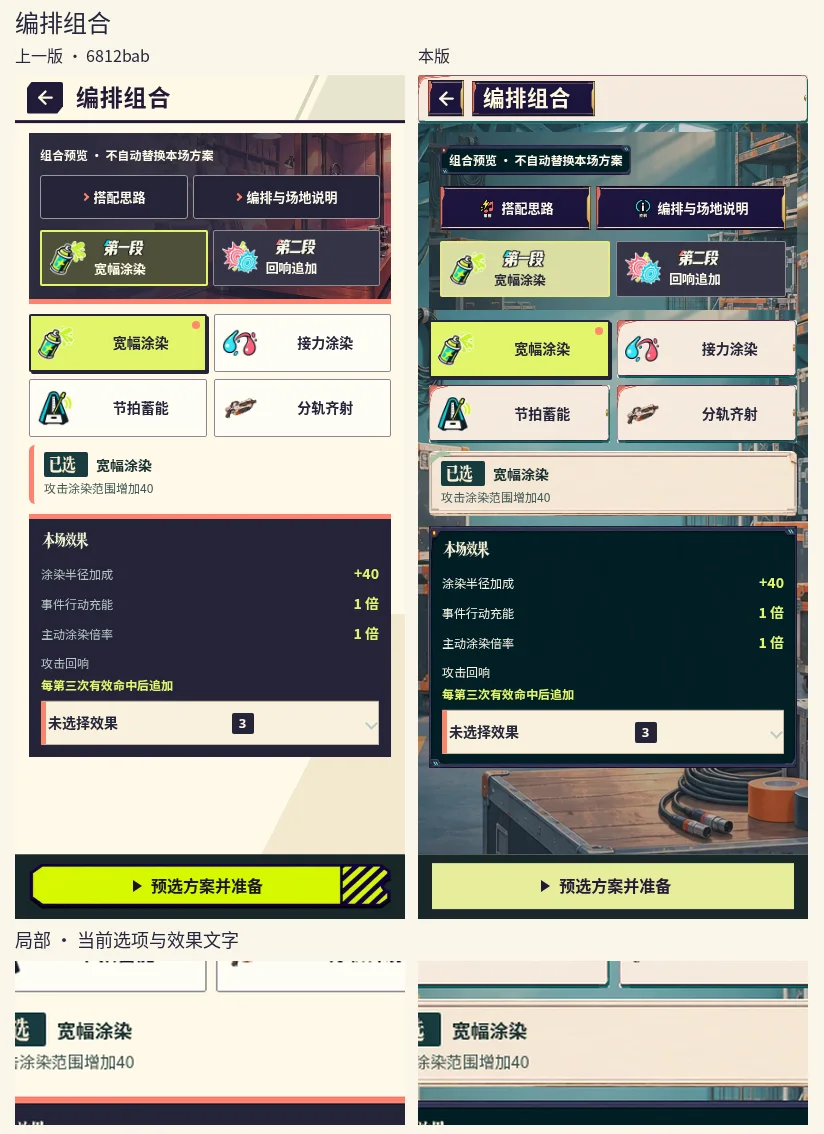 编排组合
上一版 · 6812bab
本版
编排组合
组合预览 · 不自动替换本场方案
搭配思路
编排与场地说明
第一段
宽幅涂染
第二段
回响追加
宽幅涂染
接力涂染
节拍蓄能
分轨齐射
已选 宽幅涂染
攻击涂染范围增加40
本场效果
涂染半径加成 +40
事件行动充能 1 倍
主动涂染倍率 1 倍
攻击回响
每第三次有效命中后追加
未选择效果 3
预选方案并准备
编排组合
组合预览 · 不自动替换本场方案
搭配思路
编排与场地说明
第一段
宽幅涂染
第二段
回响追加
宽幅涂染
接力涂染
节拍蓄能
分轨齐射
已选 宽幅涂染
攻击涂染范围增加40
本场效果
涂染半径加成 +40
事件行动充能 1 倍
主动涂染倍率 1 倍
攻击回响
每第三次有效命中后追加
未选择效果 3
预选方案并准备
局部 · 当前选项与效果文字
选 宽幅涂染
涂染范围增加40
选 宽幅涂染
涂染范围增加40